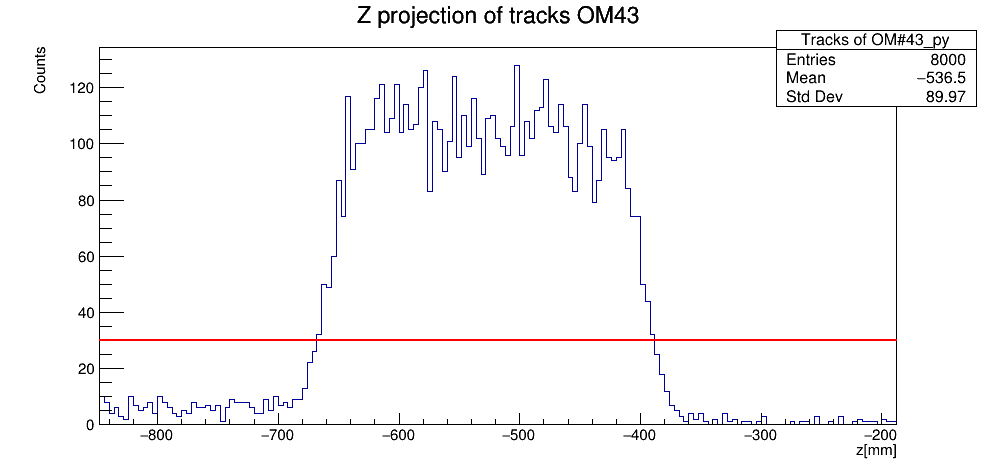 Z projection of tracks OM43
Tracks of OM#43_py
Entries 8000
Mean −536.5
Std Dev 89.97
Counts
120
100
80
60
40
20
0
−800 −700 −600 −500 −400 −300 −200
z[mm]